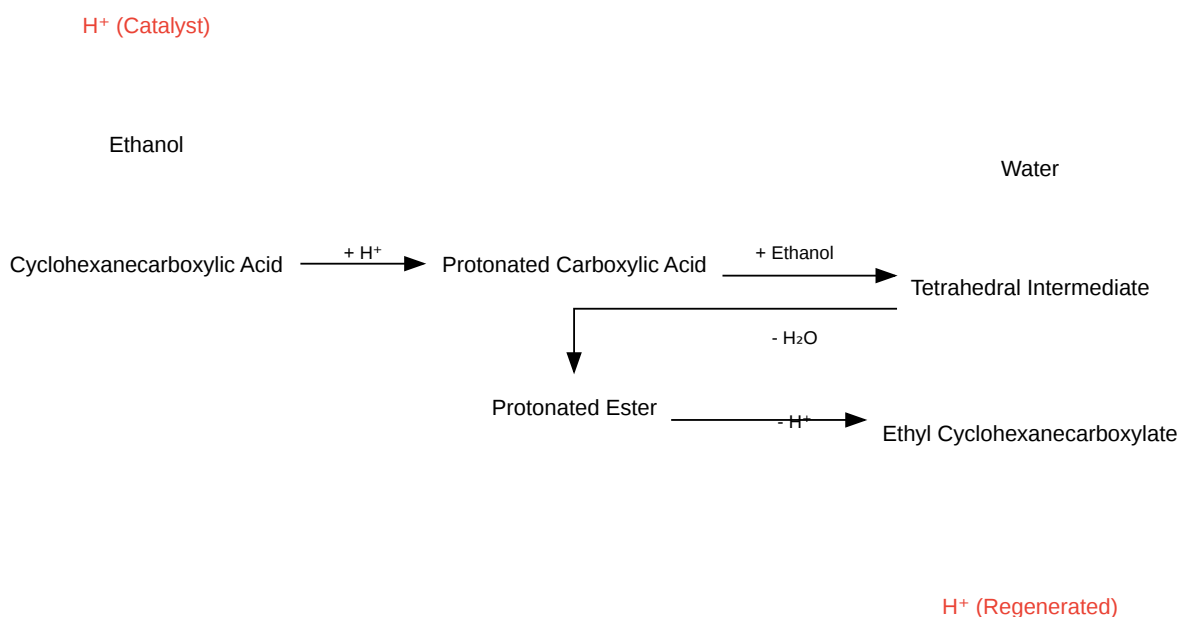 H⁺ (Catalyst)
Ethanol
Water
Cyclohexanecarboxylic Acid
+ H⁺
Protonated Carboxylic Acid
+ Ethanol
Tetrahedral Intermediate
- H₂O
Protonated Ester
- H⁺
Ethyl Cyclohexanecarboxylate
H⁺ (Regenerated)